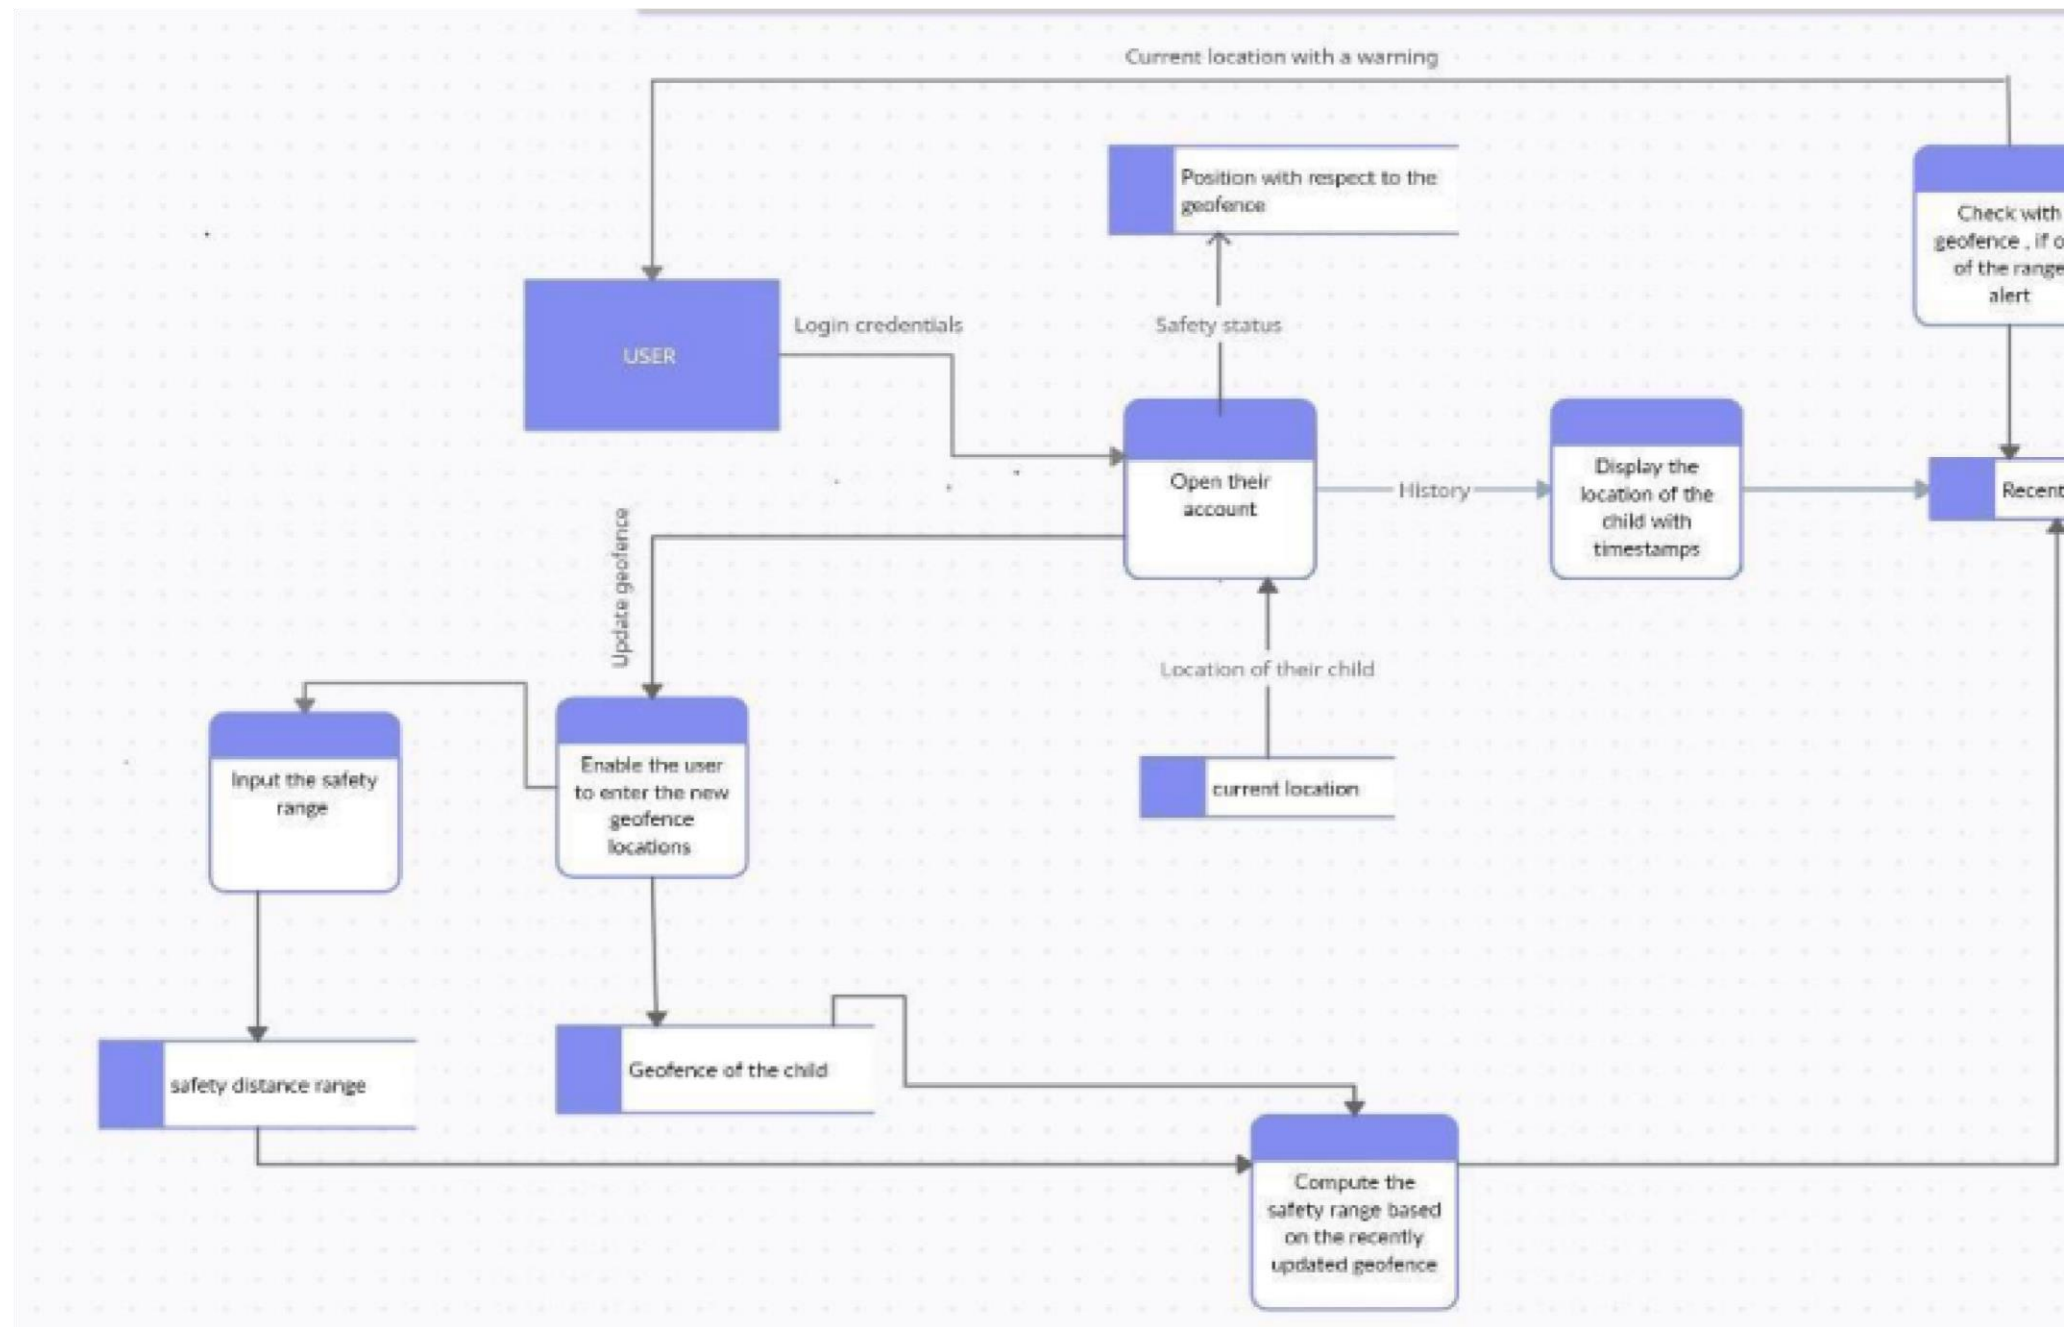 Current location with a warning
Position with respect to the
geofence
Check with
geofence , if
of the range
alert
USER
Login credentials
Safety status
Open their
account
History
Display the
location of the
child with
timestamps
Recent
Update geofence
Location of their child
Input the safety
range
Enable the user
to enter the new
geofence
locations
current location
safety distance range
Geofence of the child
Compute the
safety range based
on the recently
updated geofence